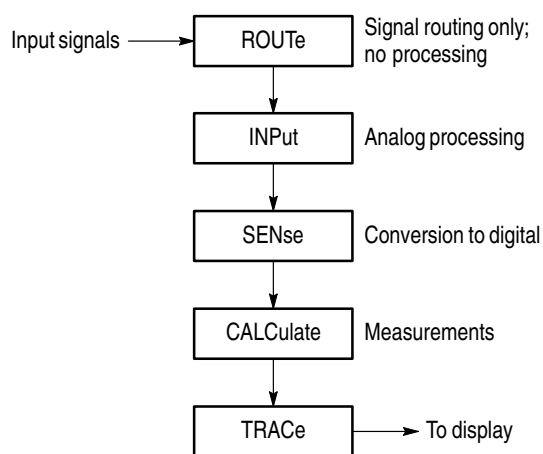 Input signals
ROUTe
Signal routing only;
no processing
INPut
Analog processing
SENse
Conversion to digital
CALCulate
Measurements
TRACe
To display